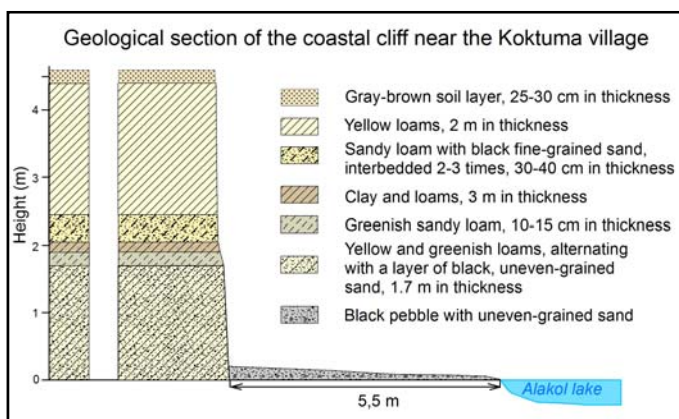 Geological section of the coastal cliff near the Koktuma village
Height (m)
4
3
2
1
0
Gray-brown soil layer, 25-30 cm in thickness
Yellow loams, 2 m in thickness
Sandy loam with black fine-grained sand,
interbedded 2-3 times, 30-40 cm in thickness
Clay and loams, 3 m in thickness
Greenish sandy loam, 10-15 cm in thickness
Yellow and greenish loams, alternating
with a layer of black, uneven-grained
sand, 1.7 m in thickness
Black pebble with uneven-grained sand
5,5 m
Alakol lake